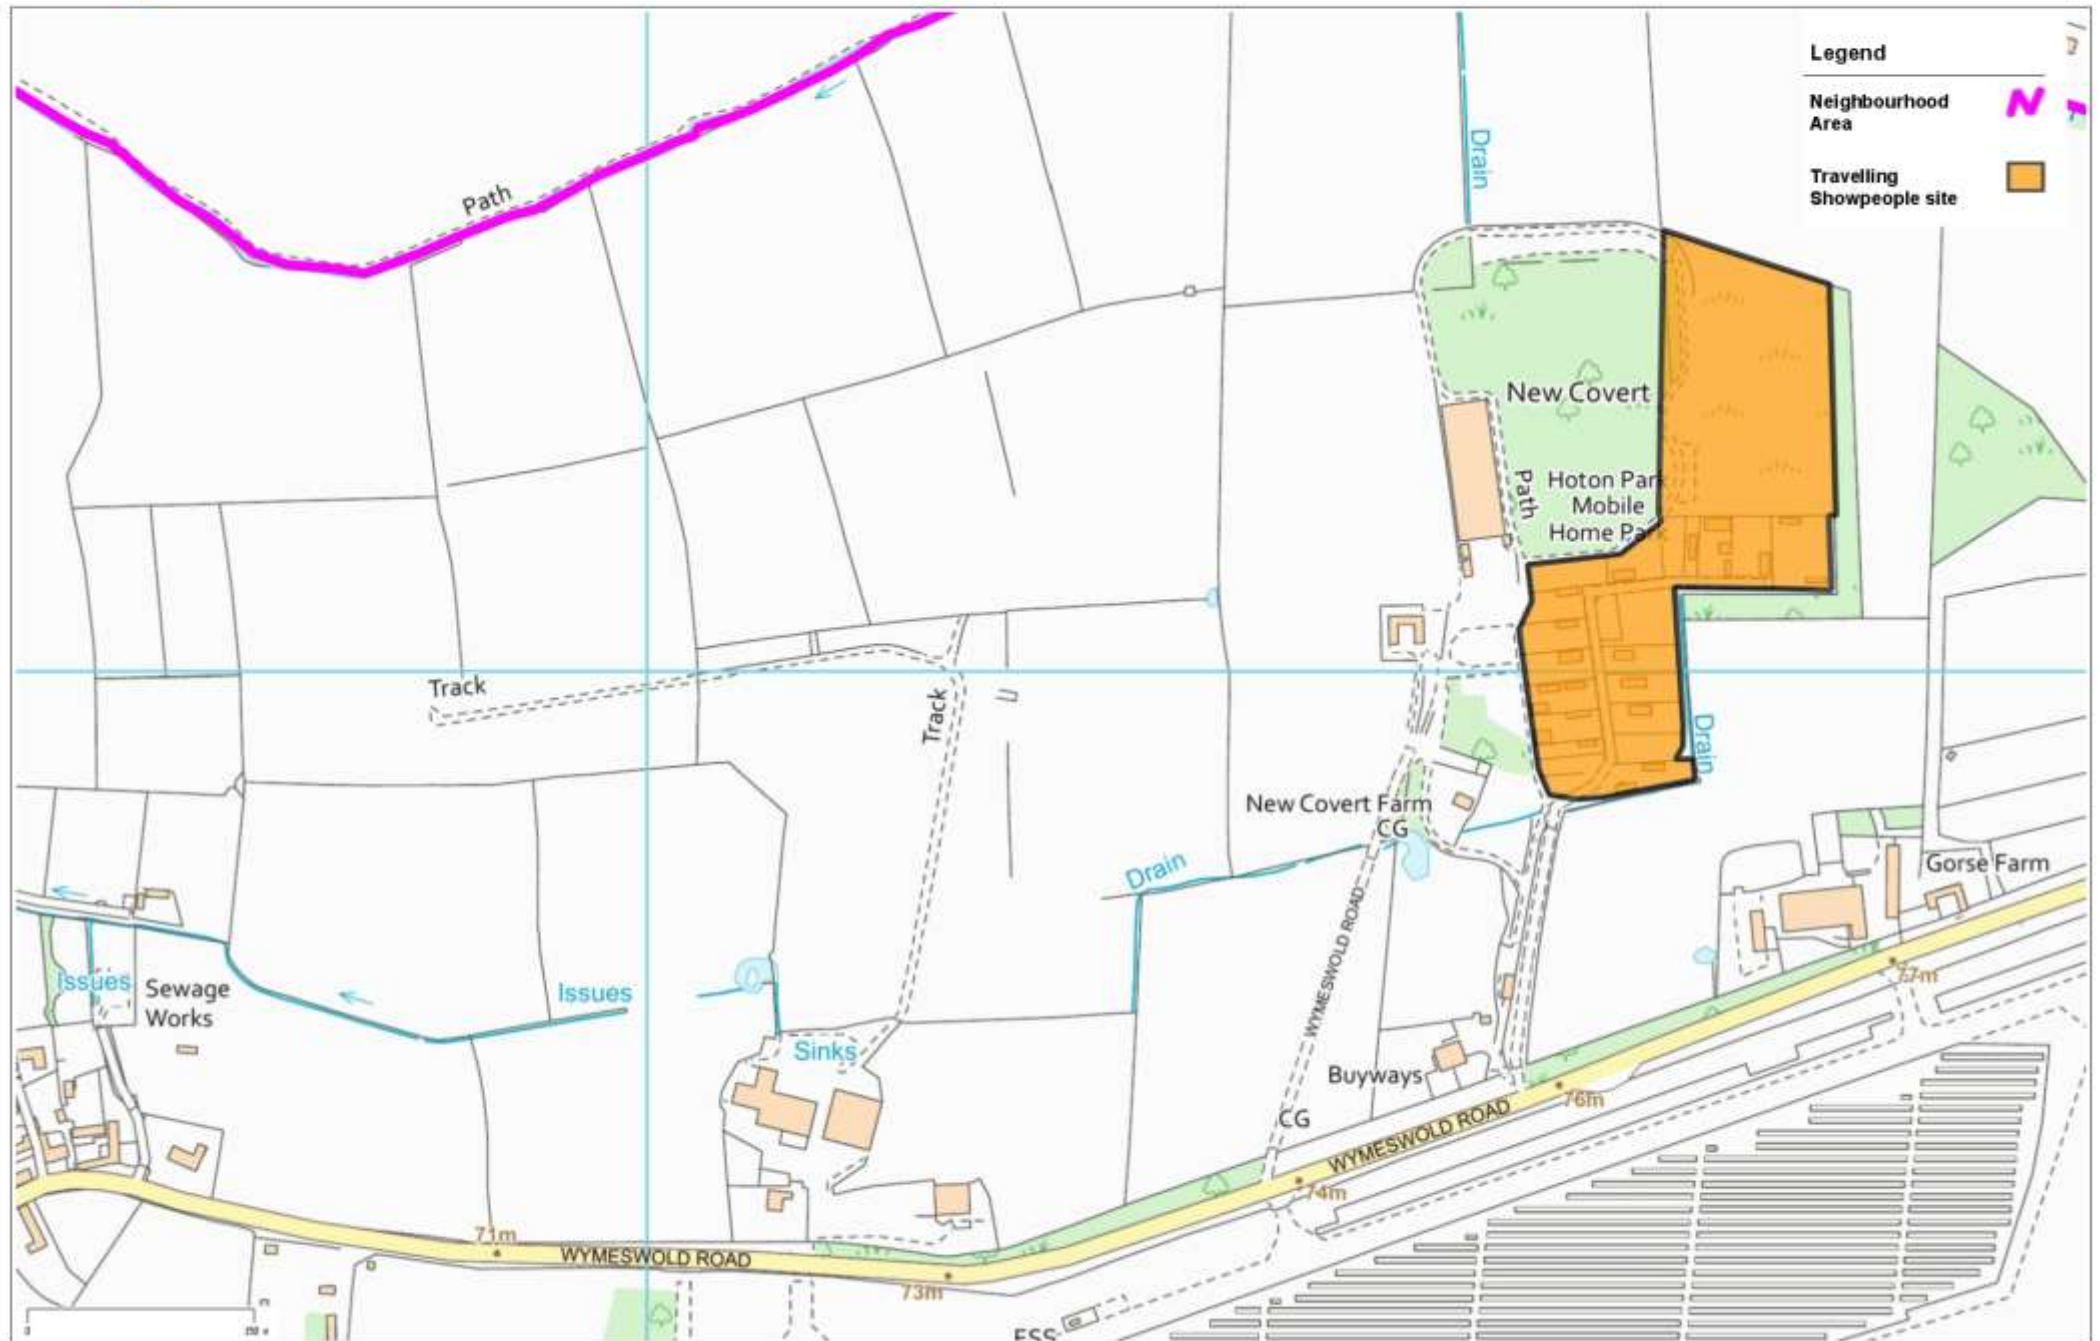 Legend
Neighbourhood
Area
Travelling
Showpeople site
Drain
Path
New Covert
Path
Hoton Park
Mobile
Home Park
Track
Track
Drain
New Covert Farm
CG
Drain
Gorse Farm
WYMESWOLD ROAD
Issues
Sewage
Works
Issues
77m
Sinks
Buyways
76m
CG
WYMESWOLD ROAD
74m
71m
WYMESWOLD ROAD
73m
ESS
0